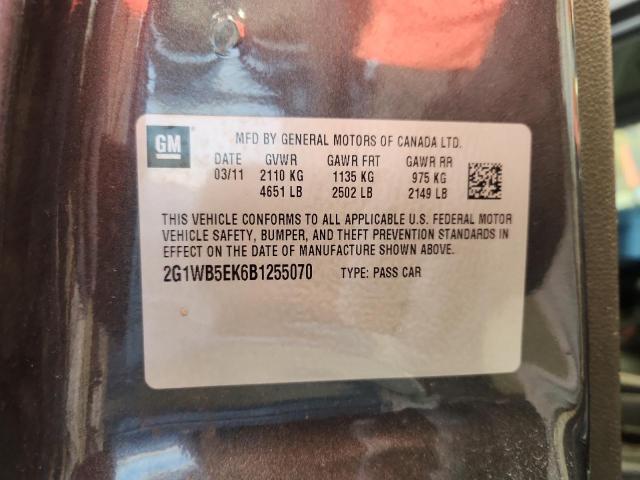 GM
MFD BY GENERAL MOTORS OF CANADA LTD.
DATE GVWR GAWR FRT GAWR RR
03/11 2110 KG 1135 KG 975 KG
4651 LB 2502 LB 2149 LB
THIS VEHICLE CONFORMS TO ALL APPLICABLE U.S. FEDERAL MOTOR
VEHICLE SAFETY, BUMPER, AND THEFT PREVENTION STANDARDS IN
EFFECT ON THE DATE OF MANUFACTURE SHOWN ABOVE.
2G1WB5EK6B1255070 TYPE: PASS CAR